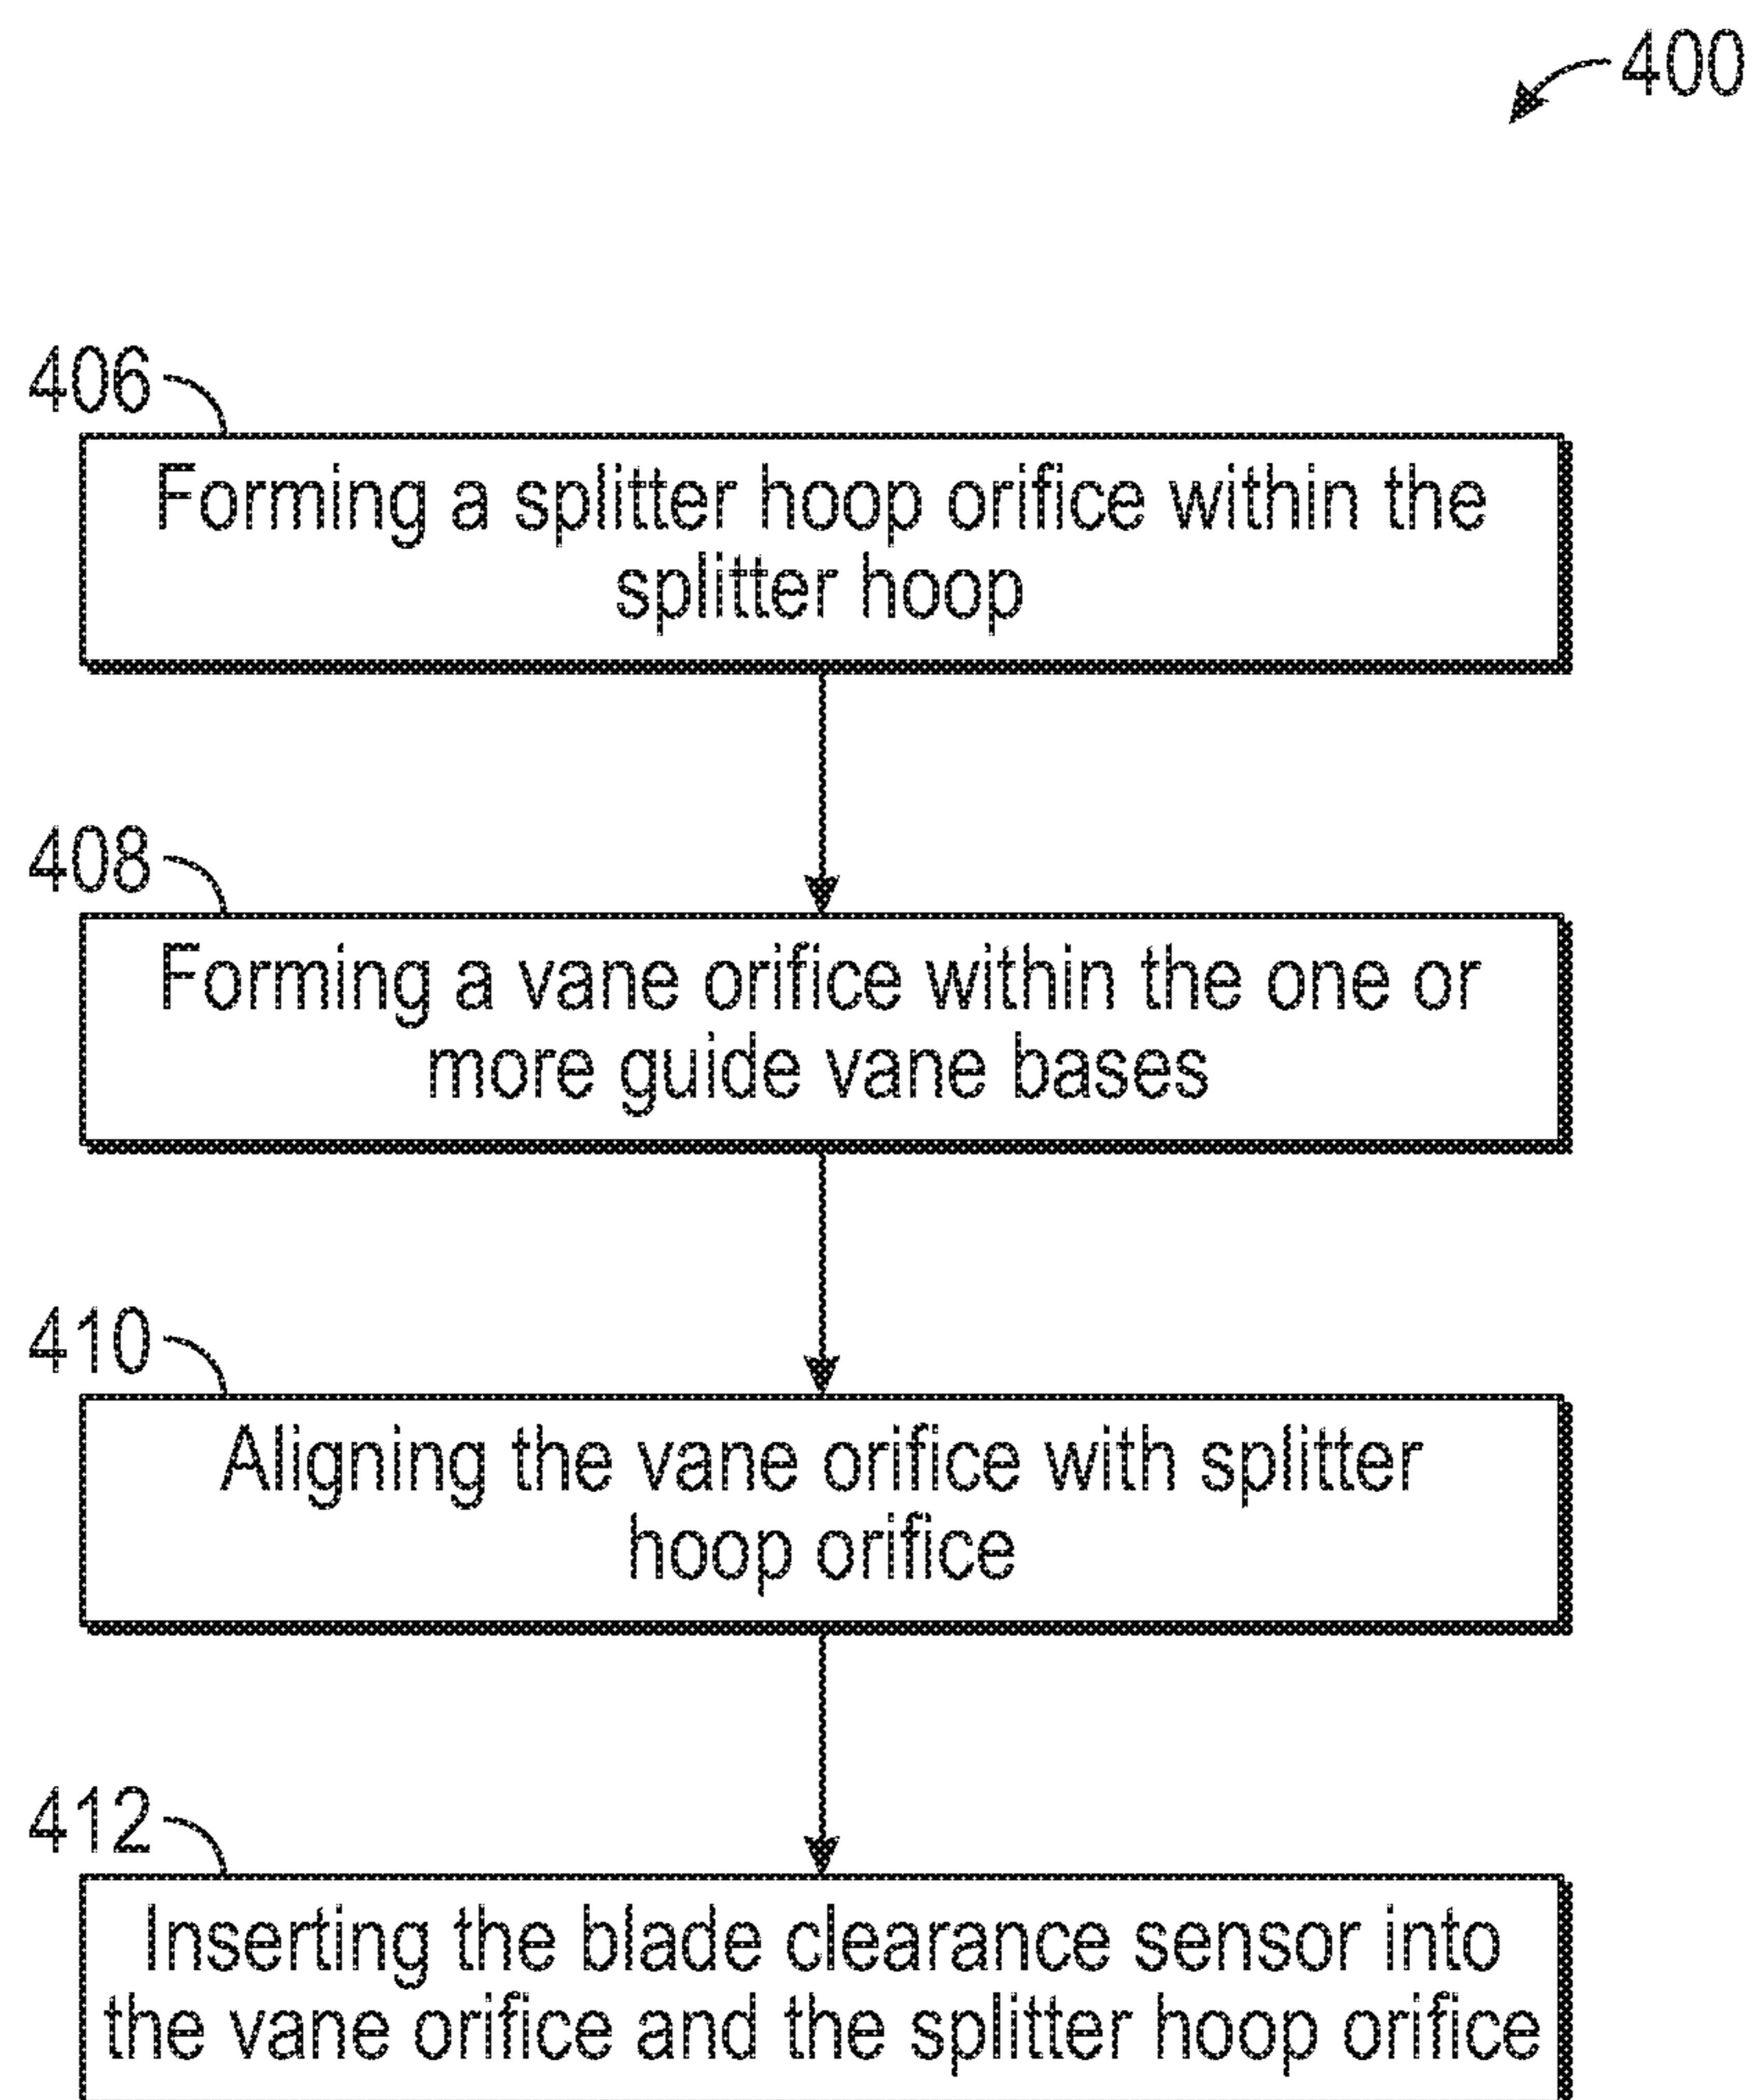 400
406
Forming a splitter hoop orifice within the
splitter hoop
408
Forming a vane orifice within the one or
more guide vane bases
410
Aligning the vane orifice with splitter
hoop orifice
412
Inserting the blade clearance sensor into
the vane orifice and the splitter hoop orifice